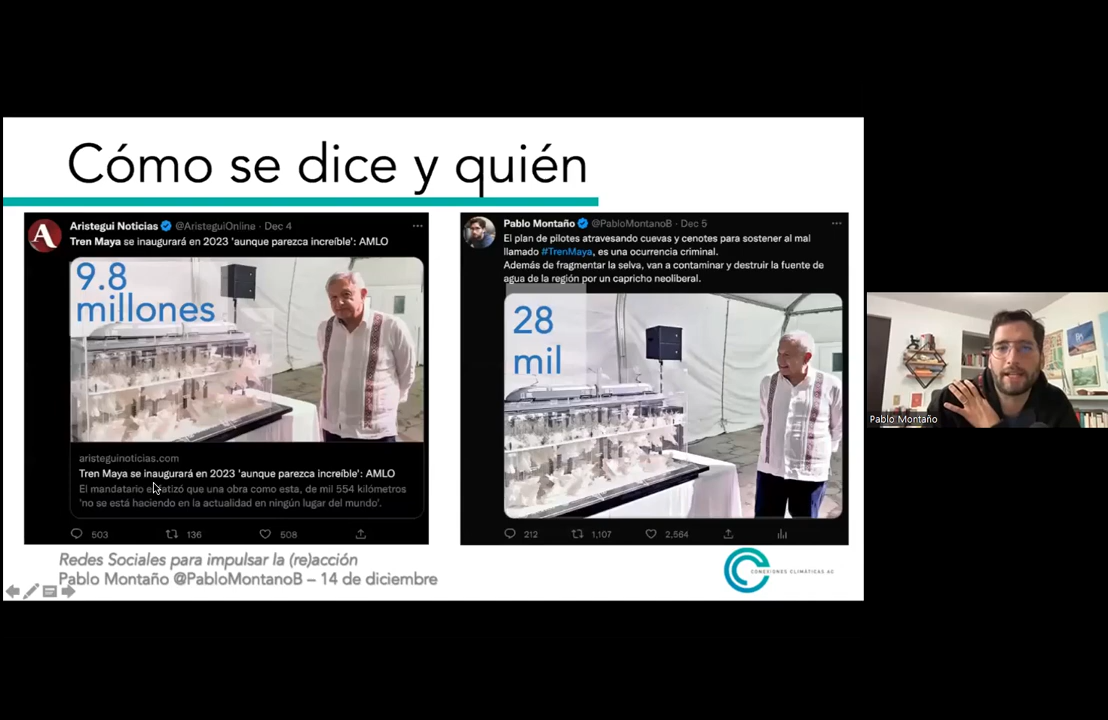 Cómo se dice y quién
Aristegui Noticias @AristeguiOnline · Dec 4
Tren Maya se inaugurará en 2023 'aunque parezca increíble': AMLO
9.8
millones
aristeguinoticias.com
Tren Maya se inaugurará en 2023 'aunque parezca increíble': AMLO
El mandatario enfatizó que una obra como esta, de mil 554 kilómetros
'no se está haciendo en la actualidad en ningún lugar del mundo'.
503 136 508
Pablo Montaño @PabloMontanoB · Dec 5
El plan de pilotes atravesando cuevas y cenotes para sostener al mal
llamado #TrenMaya, es una ocurrencia criminal.
Además de fragmentar la selva, van a contaminar y destruir la fuente de
agua de la región por un capricho neoliberal.
28
mil
212 1,107 2,564
Redes Sociales para impulsar la (re)acción
Pablo Montaño @PabloMontanoB – 14 de diciembre
CONEXIONES CLIMÁTICAS AC
Pablo Montaño